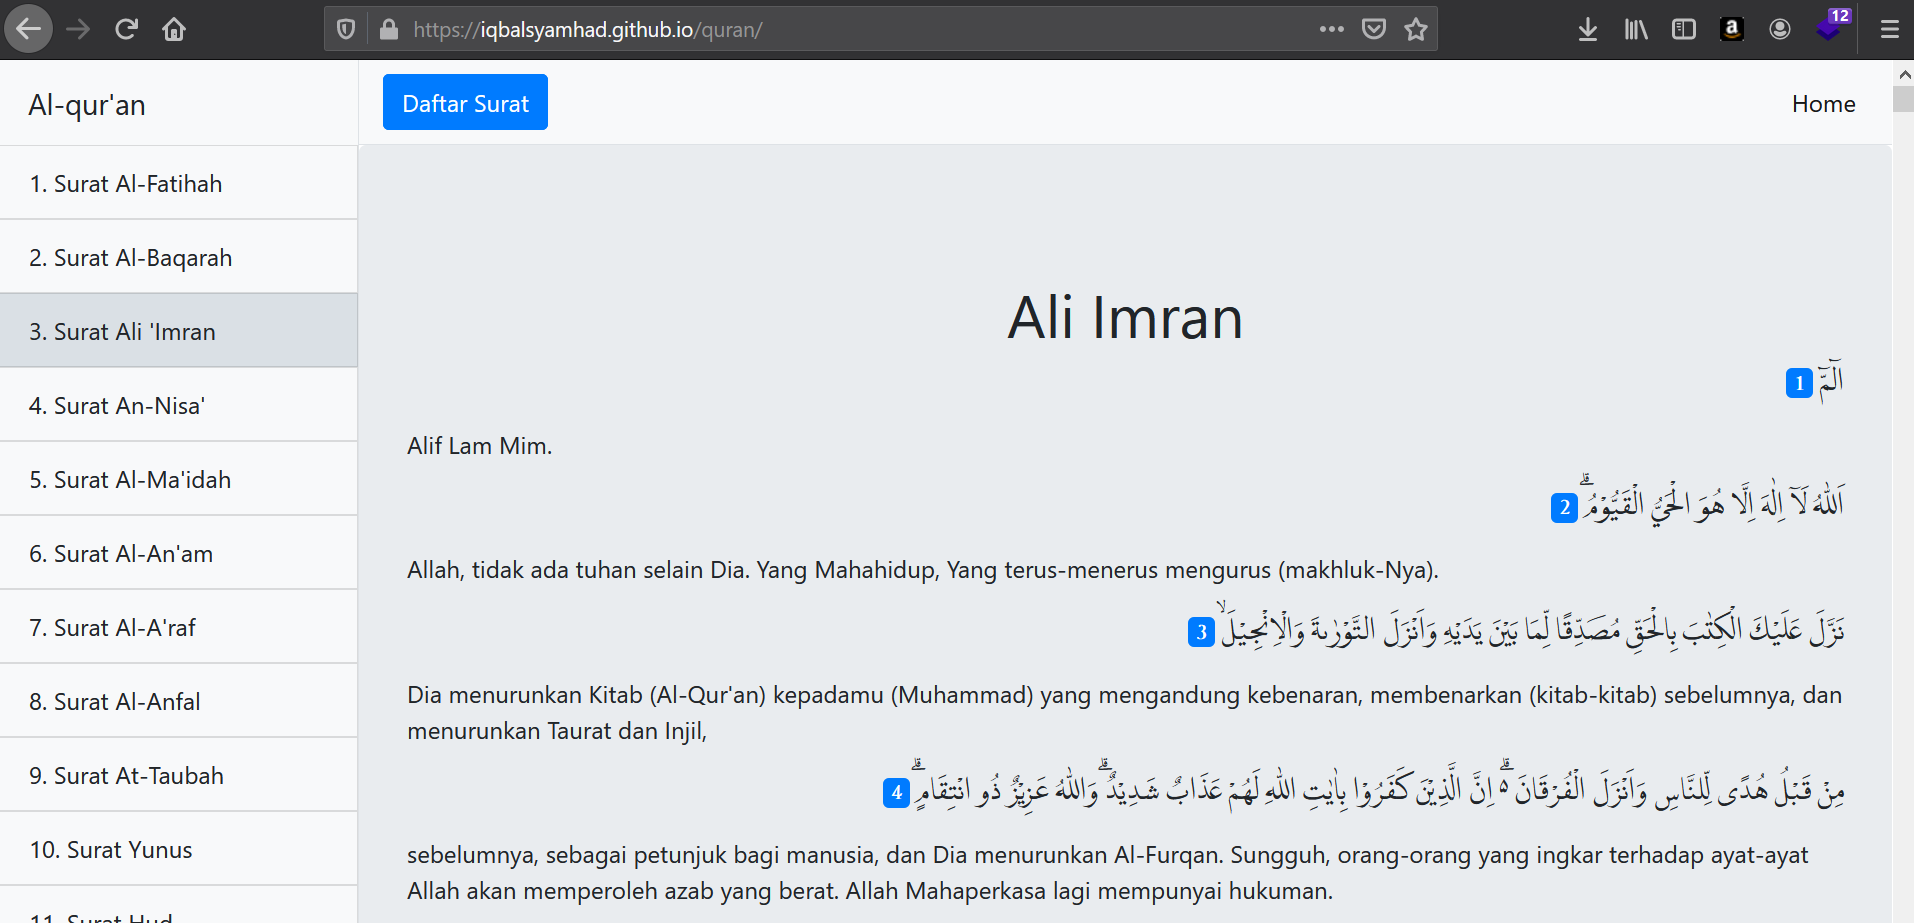 https://iqbalsyamhad.github.io/quran/
12
Al-qur'an
Daftar Surat
Home
1. Surat Al-Fatihah
2. Surat Al-Baqarah
3. Surat Ali 'Imran
4. Surat An-Nisa'
5. Surat Al-Ma'idah
6. Surat Al-An'am
7. Surat Al-A'raf
8. Surat Al-Anfal
9. Surat At-Taubah
10. Surat Yunus
11. Surat Hud
Ali Imran
الۤمّۤ 1
Alif Lam Mim.
اَللّٰهُ لَآ اِلٰهَ اِلَّا هُوَ الْحَيُّ الْقَيُّوْمُۗ 2
Allah, tidak ada tuhan selain Dia. Yang Mahahidup, Yang terus-menerus mengurus (makhluk-Nya).
نَزَّلَ عَلَيْكَ الْكِتٰبَ بِالْحَقِّ مُصَدِّقًا لِّمَا بَيْنَ يَدَيْهِ وَاَنْزَلَ التَّوْرٰىةَ وَالْاِنْجِيْلَۙ 3
Dia menurunkan Kitab (Al-Qur'an) kepadamu (Muhammad) yang mengandung kebenaran, membenarkan (kitab-kitab) sebelumnya, dan
menurunkan Taurat dan Injil,
مِنْ قَبْلُ هُدًى لِّلنَّاسِ وَاَنْزَلَ الْفُرْقَانَ ەۗ اِنَّ الَّذِيْنَ كَفَرُوْا بِاٰيٰتِ اللّٰهِ لَهُمْ عَذَابٌ شَدِيْدٌ ۗوَاللّٰهُ عَزِيْزٌ ذُو انْتِقَامٍۗ 4
sebelumnya, sebagai petunjuk bagi manusia, dan Dia menurunkan Al-Furqan. Sungguh, orang-orang yang ingkar terhadap ayat-ayat
Allah akan memperoleh azab yang berat. Allah Mahaperkasa lagi mempunyai hukuman.